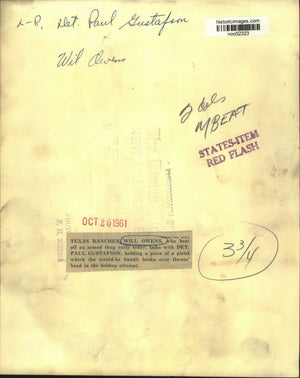 historicimages.com
noc52323
L-R, Det. Paul Gustafson
Wil Owens
2 cols
MBEAT
STATES-ITEM
RED FLASH
OCT 20 1961
TEXAS RANCHER WILL OWENS, who beat
off an armed thug early today, talks with DET.
PAUL GUSTAFSON, holding a piece of a pistol
which the would-be bandit broke over Owens'
head in the holdup attempt.
3 3/4